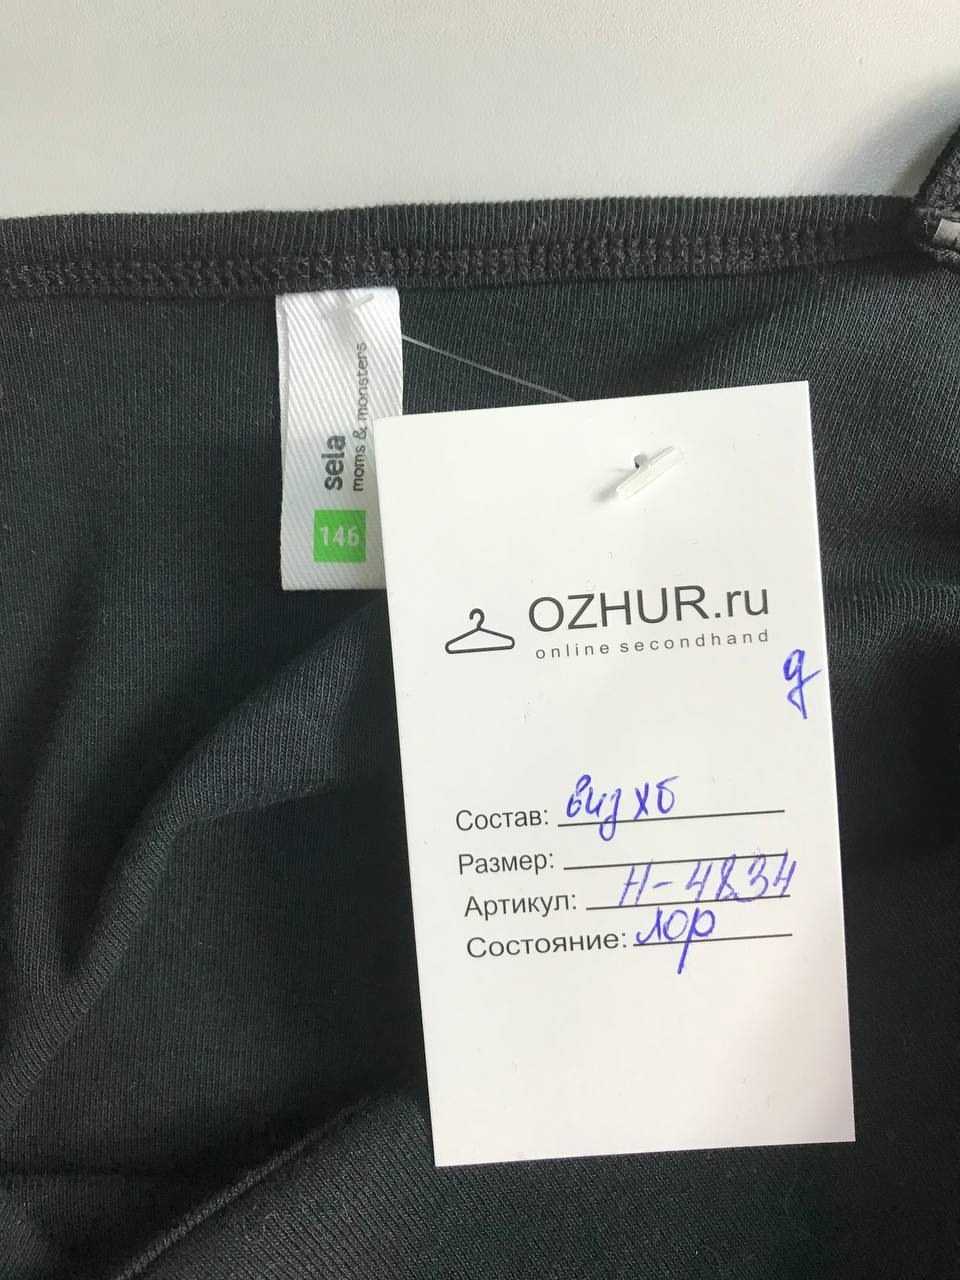 sela
moms & monsters
146
OZHUR.ru
online secondhand
д
Состав: виз хб
Размер:
Артикул: Н-4834
Состояние: хор